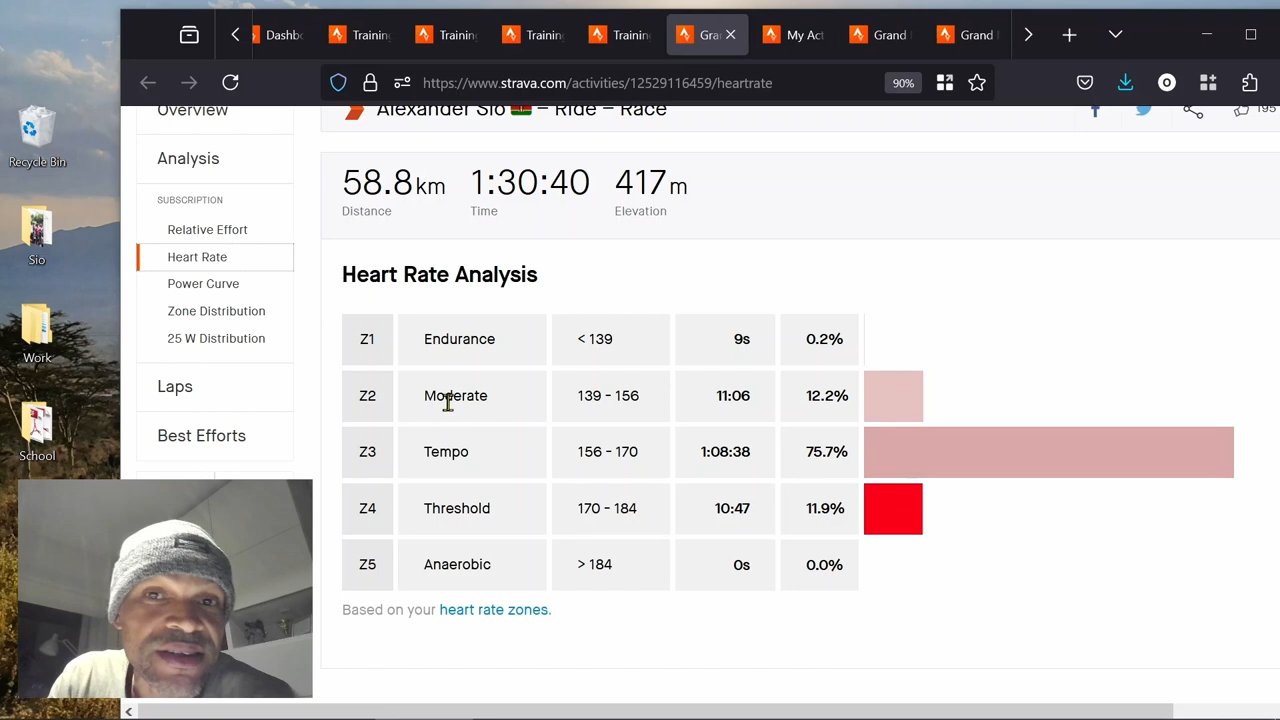 Dashb
Training
Training
Training
Training
Gra
My Act
Grand
Grand
https://www.strava.com/activities/12529116459/heartrate
90%
Recycle Bin
Sio
Work
School
Overview
Analysis
SUBSCRIPTION
Relative Effort
Heart Rate
Power Curve
Zone Distribution
25 W Distribution
Laps
Best Efforts
Alexander Sio – Ride – Race
195
58.8 km 1:30:40 417 m
Distance Time Elevation
Heart Rate Analysis
Z1 Endurance < 139 9s 0.2%
Z2 Moderate 139 - 156 11:06 12.2%
Z3 Tempo 156 - 170 1:08:38 75.7%
Z4 Threshold 170 - 184 10:47 11.9%
Z5 Anaerobic > 184 0s 0.0%
Based on your heart rate zones.